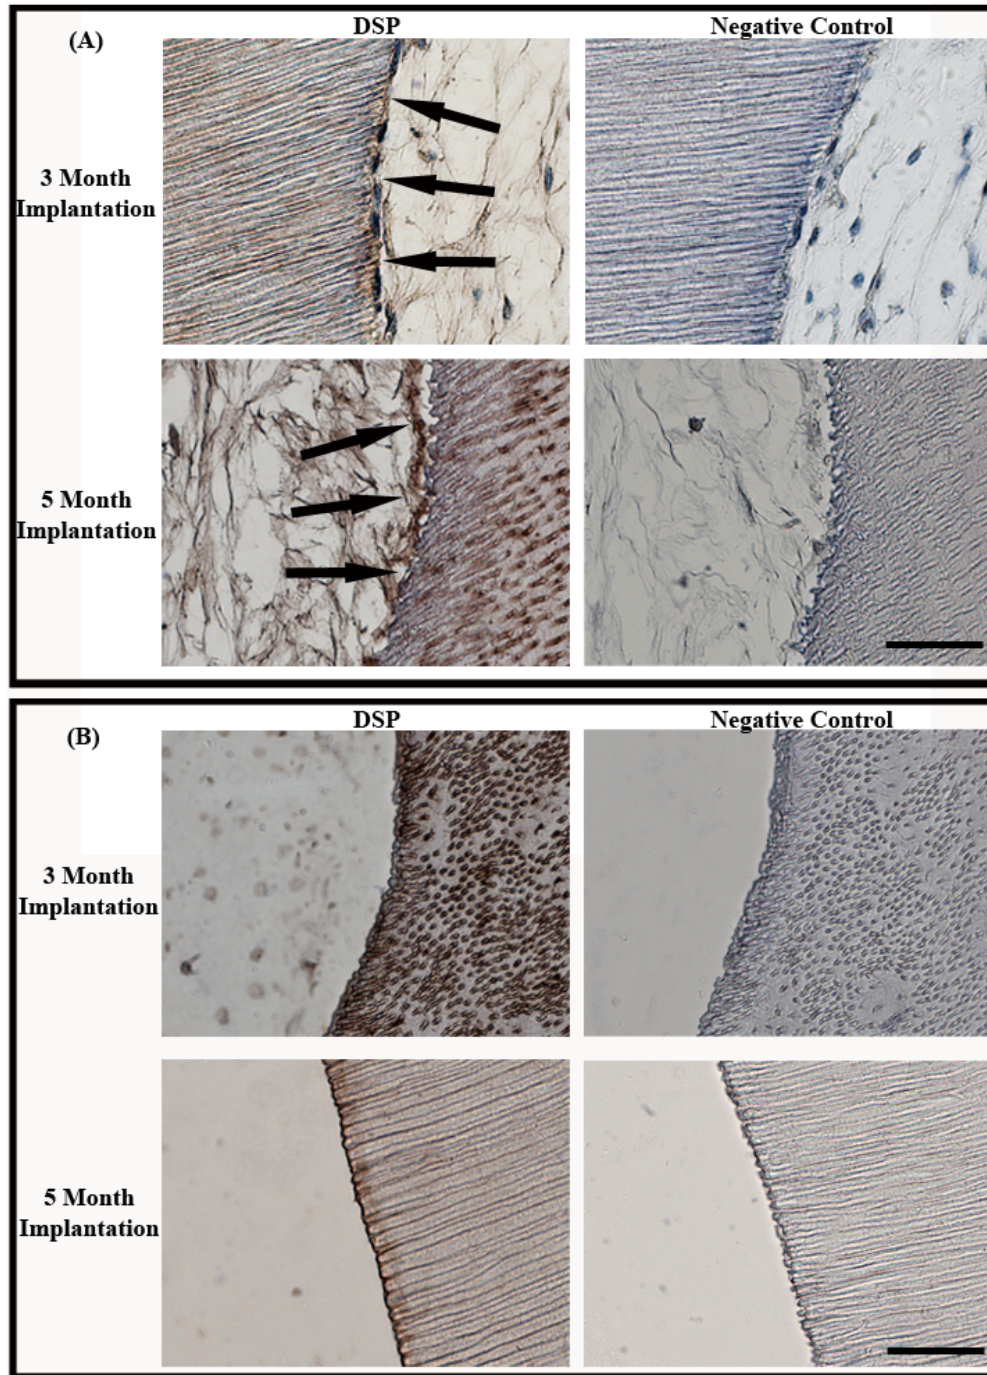 (A)
DSP
Negative Control
3 Month
Implantation
5 Month
Implantation
(B)
DSP
Negative Control
3 Month
Implantation
5 Month
Implantation